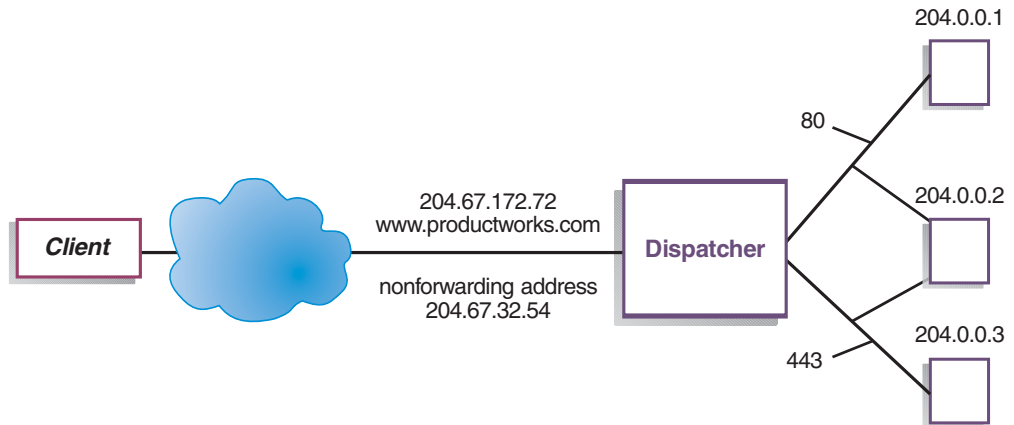 204.0.0.1
80
204.67.172.72
www.productworks.com
204.0.0.2
Client
Dispatcher
nonforwarding address
204.67.32.54
204.0.0.3
443